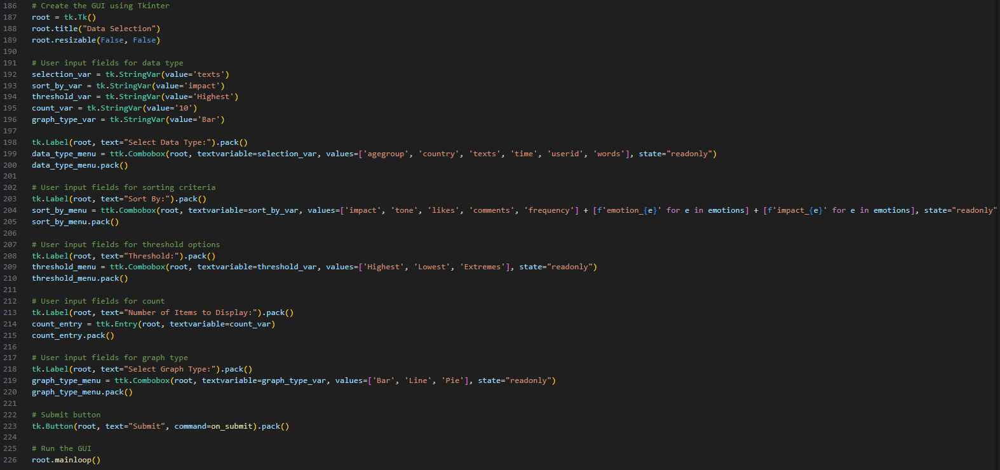 186 # Create the GUI using Tkinter
187 root = tk.Tk()
188 root.title("Data Selection")
189 root.resizable(False, False)
190
191 # User input fields for data type
192 selection_var = tk.StringVar(value='texts')
193 sort_by_var = tk.StringVar(value='impact')
194 threshold_var = tk.StringVar(value='Highest')
195 count_var = tk.StringVar(value='10')
196 graph_type_var = tk.StringVar(value='Bar')
197
198 tk.Label(root, text="Select Data Type:").pack()
199 data_type_menu = ttk.Combobox(root, textvariable=selection_var, values=['agegroup', 'country', 'texts', 'time', 'userid', 'words'], state="readonly")
200 data_type_menu.pack()
201
202 # User input fields for sorting criteria
203 tk.Label(root, text="Sort By:").pack()
204 sort_by_menu = ttk.Combobox(root, textvariable=sort_by_var, values=['impact', 'tone', 'likes', 'comments', 'frequency'] + [f'emotion_{e}' for e in emotions] + [f'impact_{e}' for e in emotions], state="readonly"
205 sort_by_menu.pack()
206
207 # User input fields for threshold options
208 tk.Label(root, text="Threshold:").pack()
209 threshold_menu = ttk.Combobox(root, textvariable=threshold_var, values=['Highest', 'Lowest', 'Extremes'], state="readonly")
210 threshold_menu.pack()
211
212 # User input fields for count
213 tk.Label(root, text="Number of Items to Display:").pack()
214 count_entry = ttk.Entry(root, textvariable=count_var)
215 count_entry.pack()
216
217 # User input fields for graph type
218 tk.Label(root, text="Select Graph Type:").pack()
219 graph_type_menu = ttk.Combobox(root, textvariable=graph_type_var, values=['Bar', 'Line', 'Pie'], state="readonly")
220 graph_type_menu.pack()
221
222 # Submit button
223 tk.Button(root, text="Submit", command=on_submit).pack()
224
225 # Run the GUI
226 root.mainloop()